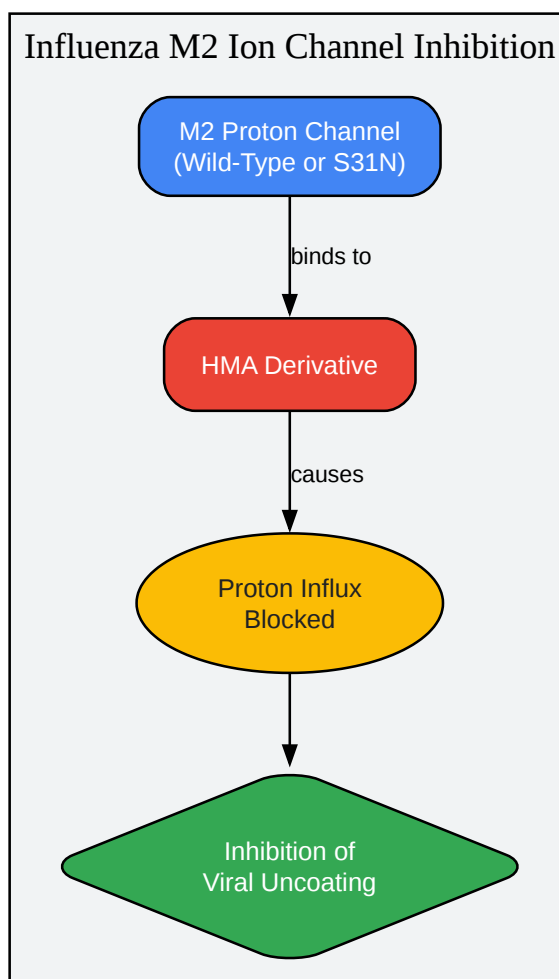 Influenza M2 Ion Channel Inhibition
M2 Proton Channel
(Wild-Type or S31N)
binds to
HMA Derivative
causes
Proton Influx
Blocked
Inhibition of
Viral Uncoating